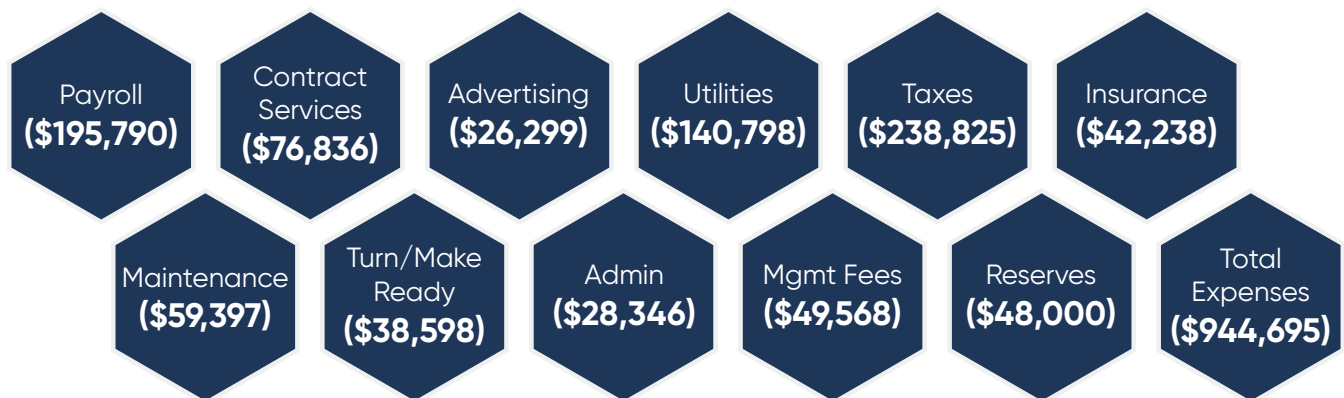 Payroll
($195,790)
Contract
Services
($76,836)
Advertising
($26,299)
Utilities
($140,798)
Taxes
($238,825)
Insurance
($42,238)
Maintenance
($59,397)
Turn/Make
Ready
($38,598)
Admin
($28,346)
Mgmt Fees
($49,568)
Reserves
($48,000)
Total
Expenses
($944,695)